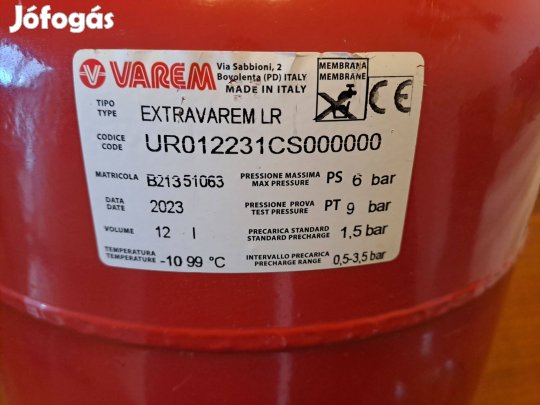 Jófogás
VAREM
Via Sabbioni, 2
Bovolenta (PD) ITALY
MADE IN ITALY
MEMBRANA
MEMBRANE
CE
TIPO
TYPE
EXTRAVAREM LR
CODICE
CODE
UR012231CS000000
MATRICOLA B21351063
PRESSIONE MASSIMA
MAX PRESSURE
PS 6 bar
DATA
DATE
2023
PRESSIONE PROVA
TEST PRESSURE
PT 9 bar
VOLUME 12 l
PRECARICA STANDARD
STANDARD PRECHARGE
1,5 bar
TEMPERATURA
TEMPERATURE
-10 99 °C
INTERVALLO PRECARICA
PRECHARGE RANGE
0,5-3,5 bar